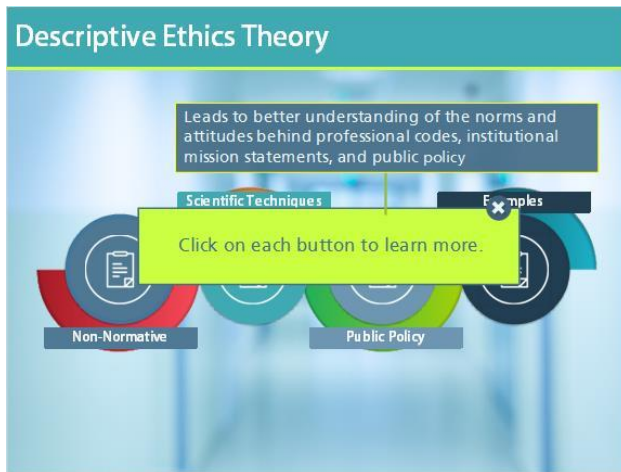 Descriptive Ethics Theory
Leads to better understanding of the norms and
attitudes behind professional codes, institutional
mission statements, and public policy
Scientific Techniques
Examples
Click on each button to learn more.
Non-Normative
Public Policy